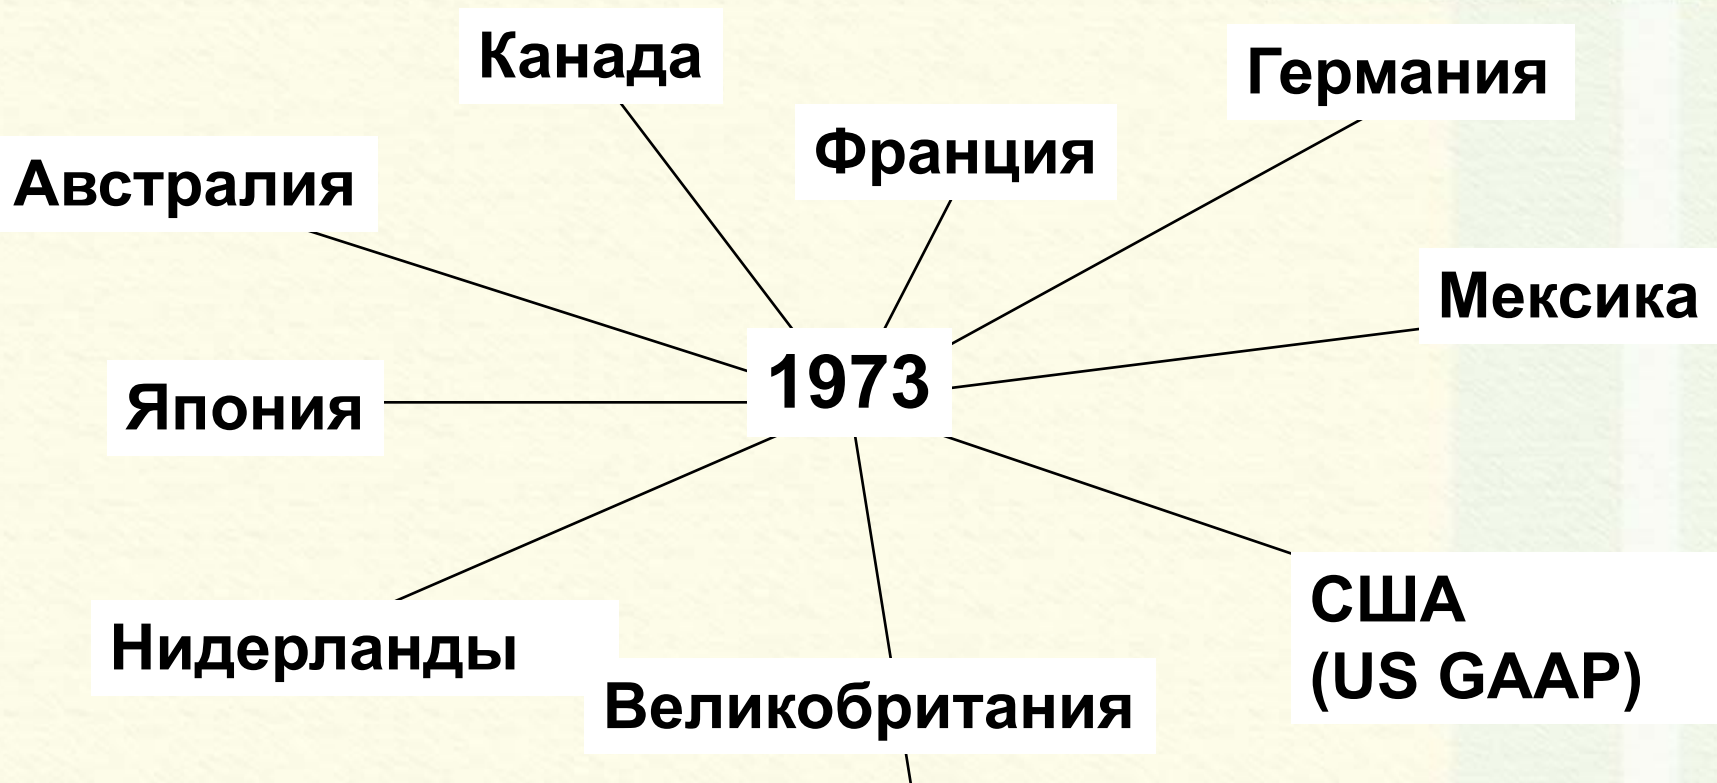 Канада
Германия
Франция
Австралия
Мексика
1973
Япония
США
(US GAAP)
Нидерланды
Великобритания